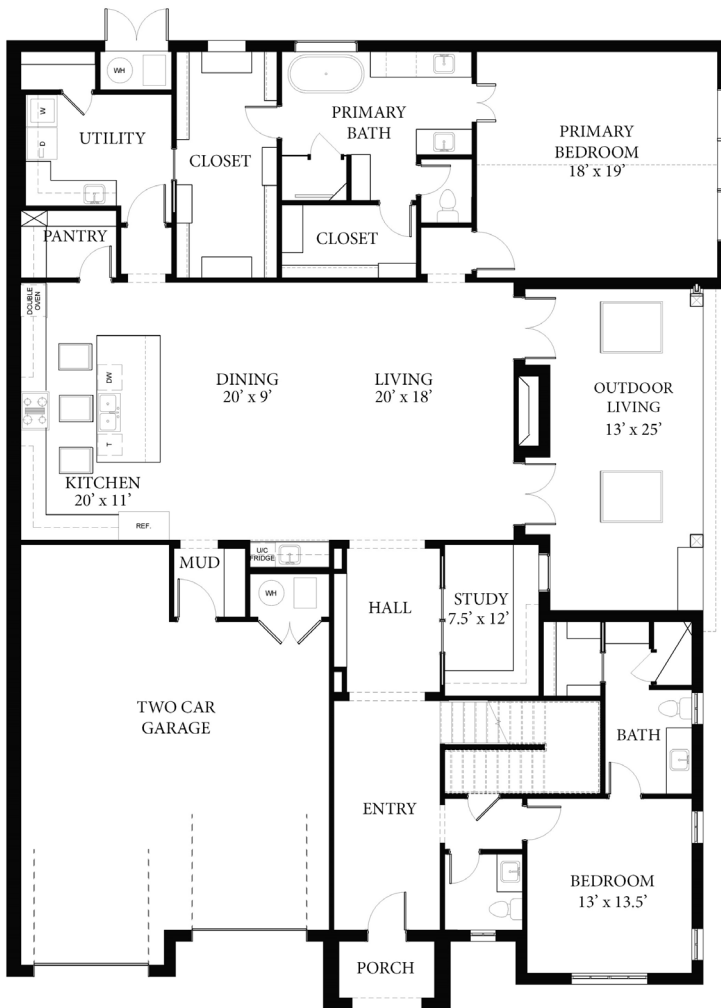 WH
W
D
UTILITY
CLOSET
PRIMARY
BATH
PRIMARY
BEDROOM
18' x 19'
PANTRY
CLOSET
DOUBLE
OVEN
DW
T
DINING
20' x 9'
LIVING
20' x 18'
OUTDOOR
LIVING
13' x 25'
KITCHEN
20' x 11'
REF.
MUD
U/C
FRIDGE
WH
HALL
STUDY
7.5' x 12'
TWO CAR
GARAGE
BATH
ENTRY
BEDROOM
13' x 13.5'
PORCH